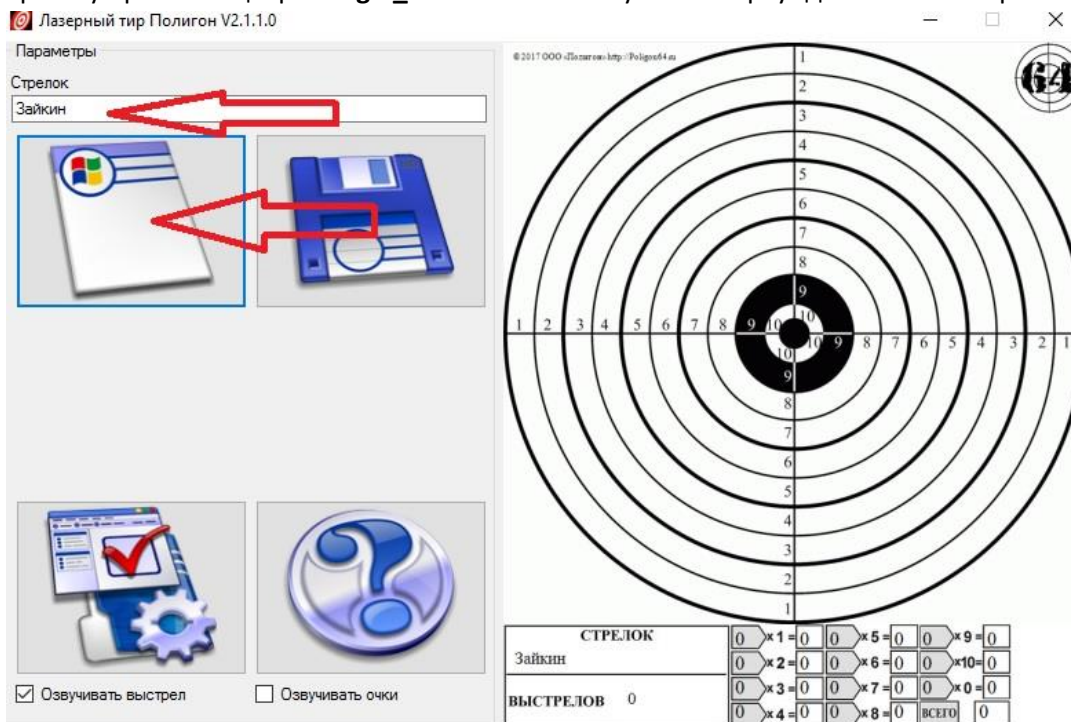 Лазерный тир Полигон V2.1.1.0
Параметры
Стрелок
Зайкин
© 2017 ООО «Полигон» http://Poligon64.ru
64
1
2
3
4
5
6
7
8
9
10
1 2 3 4 5 6 7 8 9 10 10 9 8 7 6 5 4 3 2 1
10
9
8
7
6
5
4
3
2
1
СТРЕЛОК
Зайкин
ВЫСТРЕЛОВ 0
0 x 1 = 0 0 x 5 = 0 0 x 9 = 0
0 x 2 = 0 0 x 6 = 0 0 x10= 0
0 x 3 = 0 0 x 7 = 0 0 x 0 = 0
0 x 4 = 0 0 x 8 = 0 ВСЕГО 0
Озвучивать выстрел
Озвучивать очки